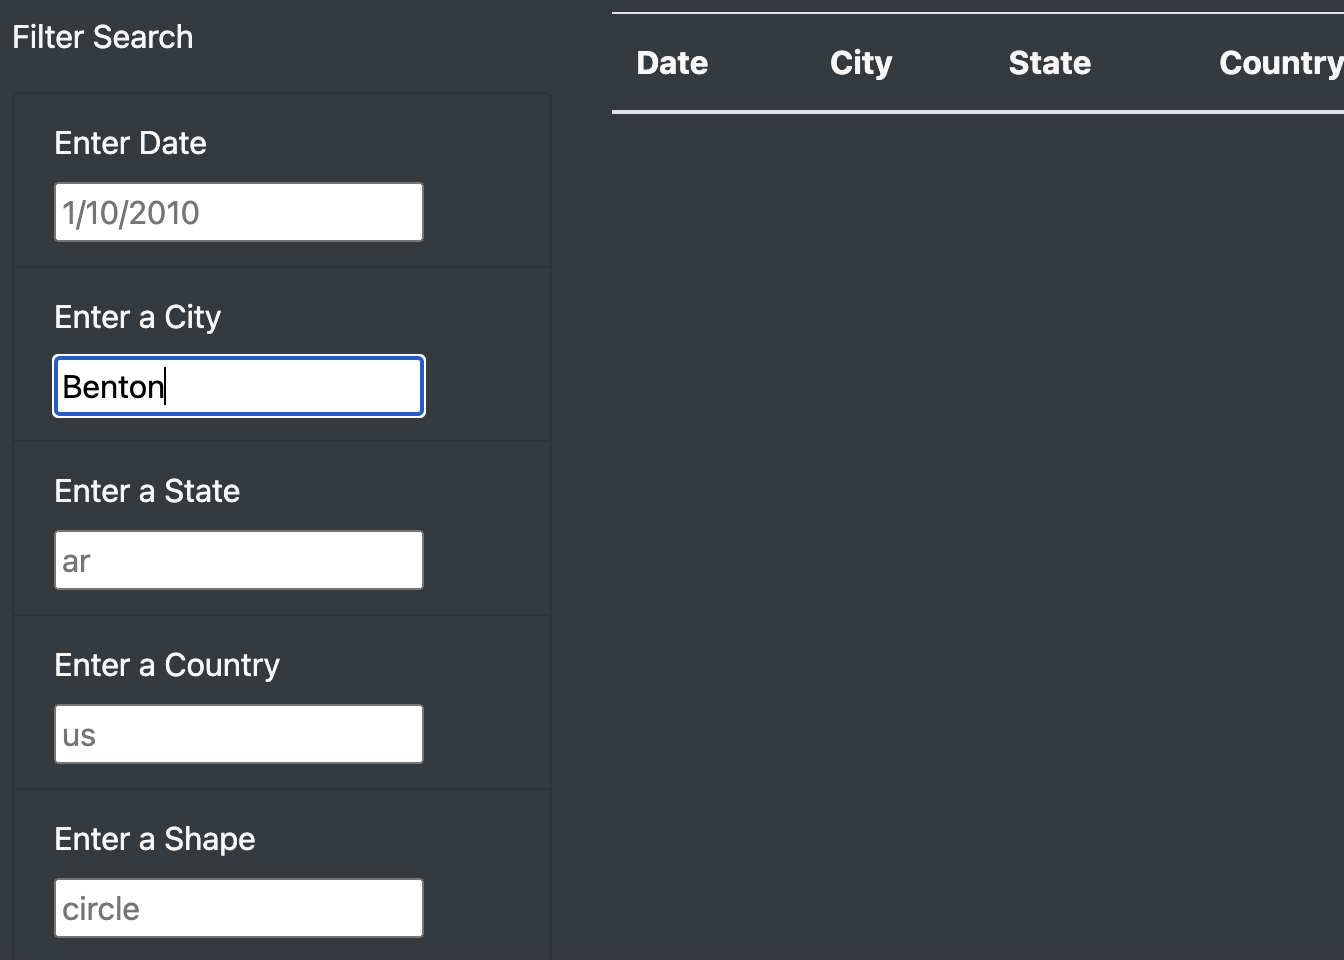 Filter Search
Enter Date
1/10/2010
Enter a City
Benton
Enter a State
ar
Enter a Country
us
Enter a Shape
circle
Date City State Country